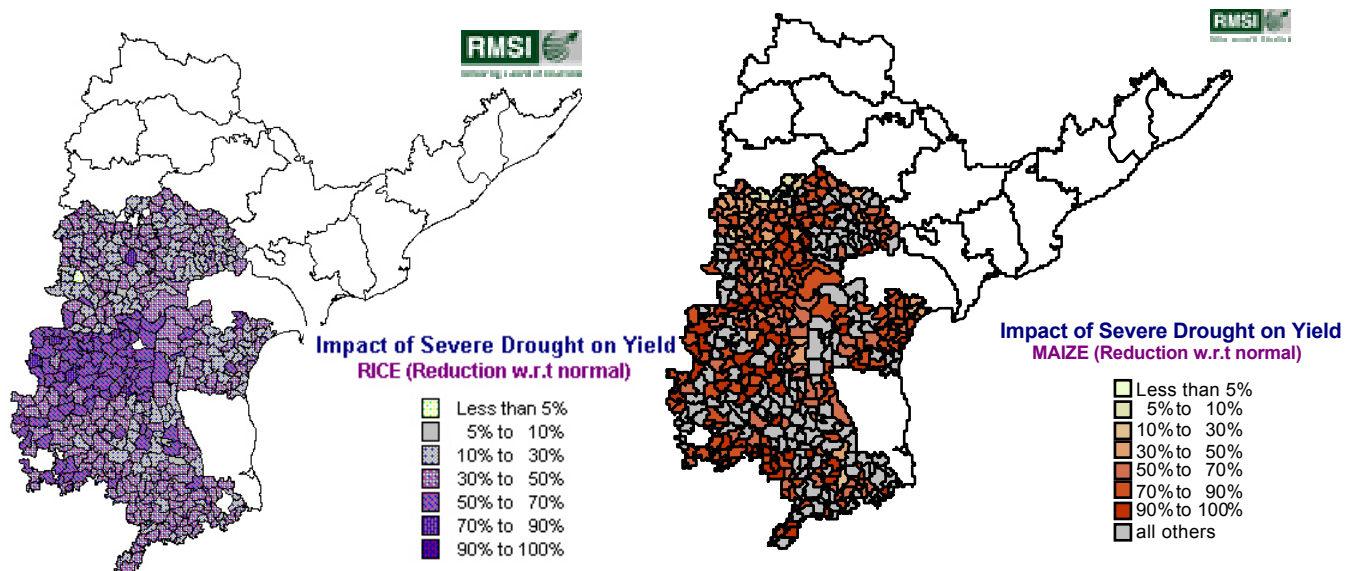 RMSI
Impact of Severe Drought on Yield
RICE (Reduction w.r.t normal)
Less than 5%
5% to 10%
10% to 30%
30% to 50%
50% to 70%
70% to 90%
90% to 100%
RMSI
Impact of Severe Drought on Yield
MAIZE (Reduction w.r.t normal)
Less than 5%
5% to 10%
10% to 30%
30% to 50%
50% to 70%
70% to 90%
90% to 100%
all others